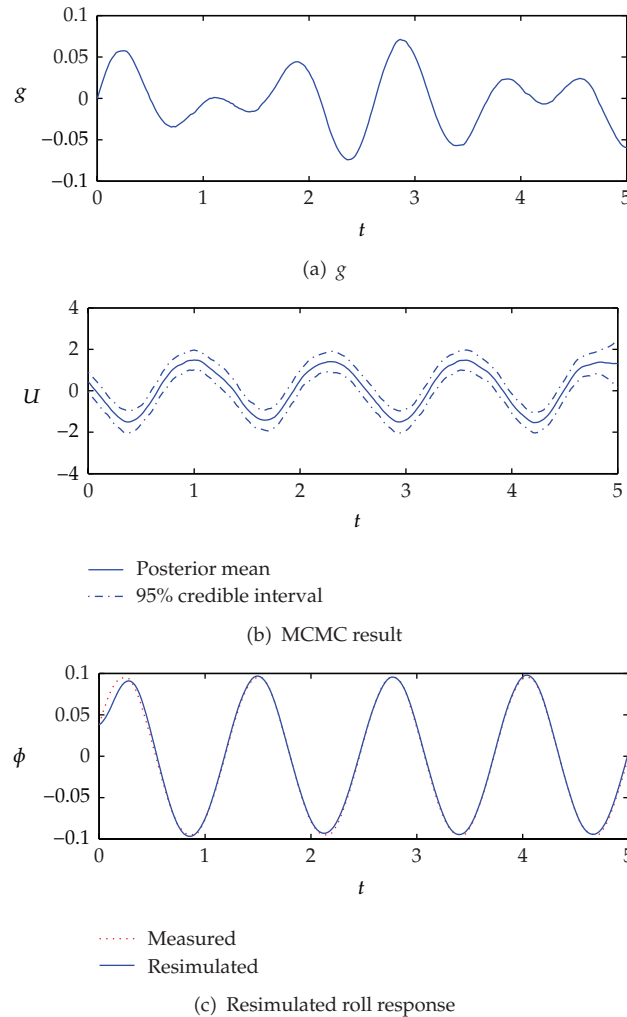 0.1
0.05
g
0
−0.05
−0.1
0 1 2 3 4 5
t
(a) g
4
2
U
0
−2
−4
0 1 2 3 4 5
t
Posterior mean
95% credible interval
(b) MCMC result
0.1
0.05
ϕ
0
−0.05
−0.1
0 1 2 3 4 5
t
Measured
Resimulated
(c) Resimulated roll response